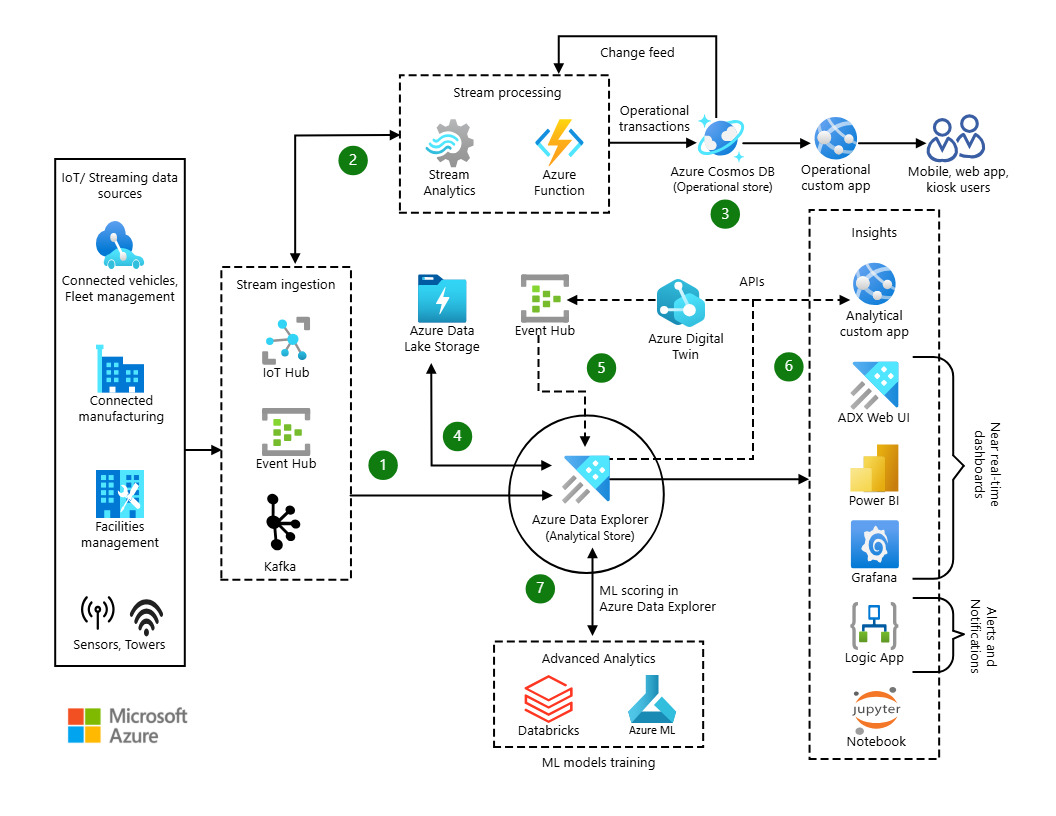 Change feed
Stream processing
Stream
Analytics
Azure
Function
Operational
transactions
Azure Cosmos DB
(Operational store)
Operational
custom app
Mobile, web app,
kiosk users
2
3
IoT/ Streaming data
sources
Connected vehicles,
Fleet management
Connected
manufacturing
Facilities
management
Sensors, Towers
Stream ingestion
IoT Hub
Event Hub
Kafka
1
Azure Data
Lake Storage
4
Event Hub
5
Azure Digital
Twin
APIs
6
Azure Data Explorer
(Analytical Store)
7
ML scoring in
Azure Data Explorer
Advanced Analytics
Databricks
Azure ML
ML models training
Insights
Analytical
custom app
ADX Web UI
Power BI
Grafana
Near real-time
dashboards
Logic App
Alerts and
Notifications
jupyter
Notebook
Microsoft
Azure